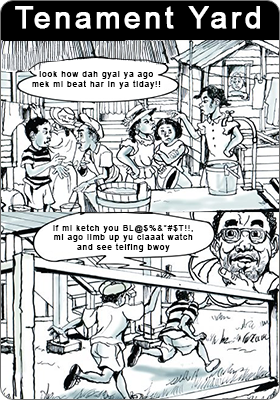 Tenament Yard
look how dah gyal ya ago
mek mi beat har in ya tiday!!
if mi ketch you BL@$%&*#$T!!,
mi ago limb up yu claaat watch
and see telfing bwoy